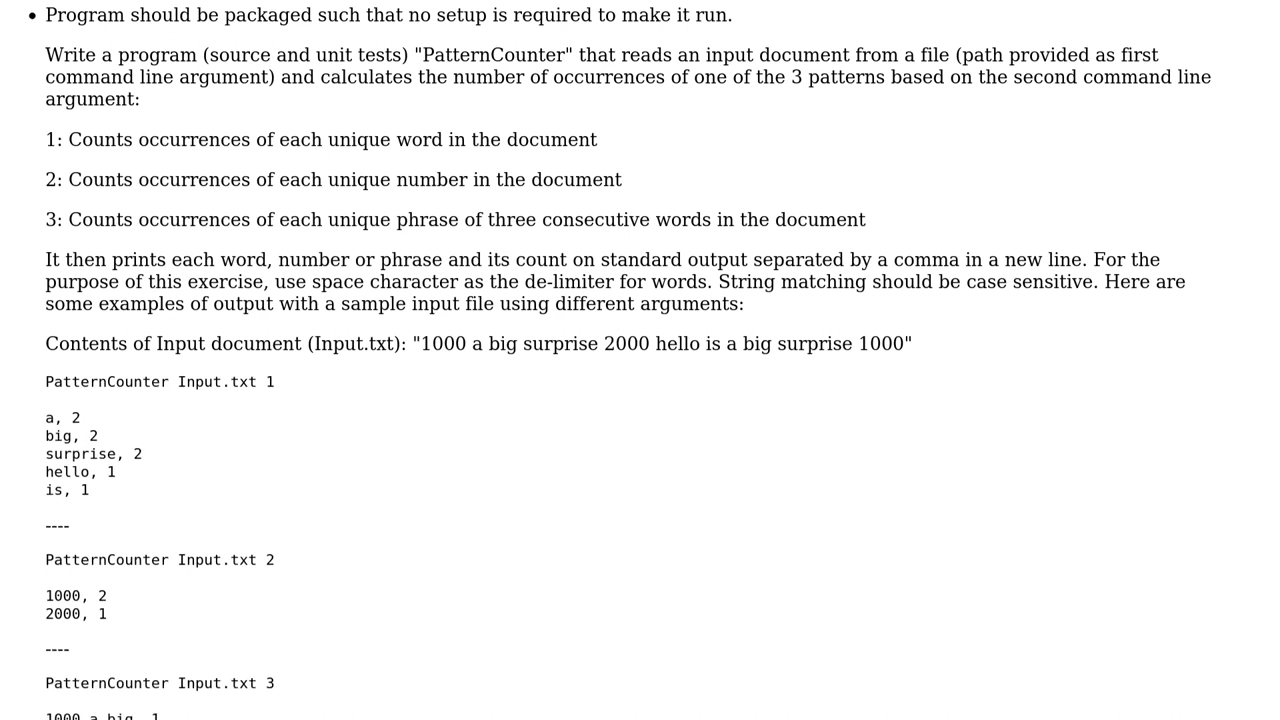 Program should be packaged such that no setup is required to make it run.
Write a program (source and unit tests) "PatternCounter" that reads an input document from a file (path provided as first
command line argument) and calculates the number of occurrences of one of the 3 patterns based on the second command line
argument:
1: Counts occurrences of each unique word in the document
2: Counts occurrences of each unique number in the document
3: Counts occurrences of each unique phrase of three consecutive words in the document
It then prints each word, number or phrase and its count on standard output separated by a comma in a new line. For the
purpose of this exercise, use space character as the de-limiter for words. String matching should be case sensitive. Here are
some examples of output with a sample input file using different arguments:
Contents of Input document (Input.txt): "1000 a big surprise 2000 hello is a big surprise 1000"
PatternCounter Input.txt 1
a, 2
big, 2
surprise, 2
hello, 1
is, 1
----
PatternCounter Input.txt 2
1000, 2
2000, 1
----
PatternCounter Input.txt 3
1000 a big, 1